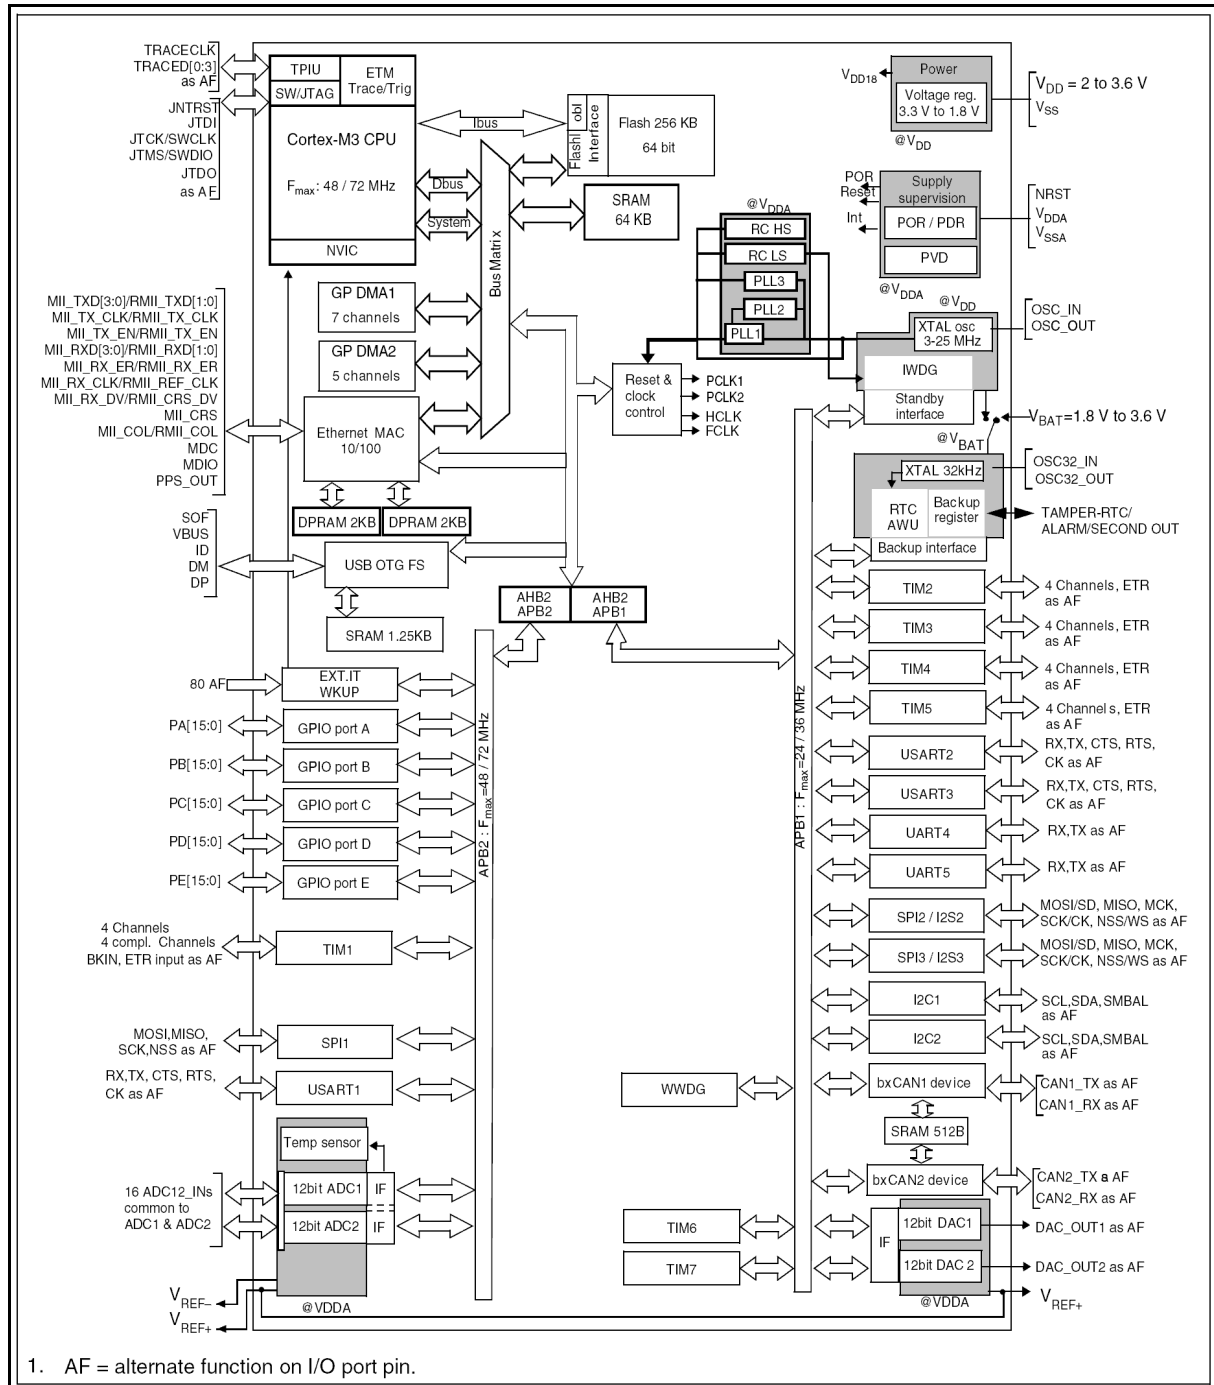 TRACECLK
TRACED[0:3]
as AF
JNTRST
JTDI
JTCK/SWCLK
JTMS/SWDIO
JTDO
as AF
TPIU
SW/JTAG
ETM
Trace/Trig
Cortex-M3 CPU
Fmax: 48 / 72 MHz
NVIC
Ibus
Dbus
System
Bus Matrix
Flashl obl
Interface
Flash 256 KB
64 bit
SRAM
64 KB
VDD18
Power
Voltage reg.
3.3 V to 1.8 V
@VDD
VDD = 2 to 3.6 V
VSS
POR
Reset
Int
Supply
supervision
POR / PDR
PVD
@VDDA
NRST
VDDA
VSSA
@VDDA
RC HS
RC LS
PLL3
PLL2
PLL1
@VDD
XTAL osc
3-25 MHz
IWDG
Standby
interface
OSC_IN
OSC_OUT
VBAT=1.8 V to 3.6 V
@VBAT
Reset &
clock
control
PCLK1
PCLK2
HCLK
FCLK
GP DMA1
7 channels
GP DMA2
5 channels
MII_TXD[3:0]/RMII_TXD[1:0]
MII_TX_CLK/RMII_TX_CLK
MII_TX_EN/RMII_TX_EN
MII_RXD[3:0]/RMII_RXD[1:0]
MII_RX_ER/RMII_RX_ER
MII_RX_CLK/RMII_REF_CLK
MII_RX_DV/RMII_CRS_DV
MII_CRS
MII_COL/RMII_COL
MDC
MDIO
PPS_OUT
Ethernet MAC
10/100
DPRAM 2KB
DPRAM 2KB
SOF
VBUS
ID
DM
DP
USB OTG FS
SRAM 1.25KB
XTAL 32kHz
RTC
AWU
Backup
register
Backup interface
OSC32_IN
OSC32_OUT
TAMPER-RTC/
ALARM/SECOND OUT
AHB2
APB2
AHB2
APB1
80 AF
EXT.IT
WKUP
PA[15:0]
GPIO port A
PB[15:0]
GPIO port B
PC[15:0]
GPIO port C
PD[15:0]
GPIO port D
PE[15:0]
GPIO port E
4 Channels
4 compl. Channels
BKIN, ETR input as AF
TIM1
MOSI,MISO,
SCK,NSS as AF
SPI1
RX,TX, CTS, RTS,
CK as AF
USART1
Temp sensor
16 ADC12_INs
common to
ADC1 & ADC2
12bit ADC1
IF
12bit ADC2
IF
VREF–
VREF+
@VDDA
APB2 : Fmax=48 / 72 MHz
APB1 : Fmax=24 / 36 MHz
TIM2
4 Channels, ETR
as AF
TIM3
4 Channels, ETR
as AF
TIM4
4 Channels, ETR
as AF
TIM5
4 Channels, ETR
as AF
USART2
RX,TX, CTS, RTS,
CK as AF
USART3
RX,TX, CTS, RTS,
CK as AF
UART4
RX,TX as AF
UART5
RX,TX as AF
SPI2 / I2S2
MOSI/SD, MISO, MCK,
SCK/CK, NSS/WS as AF
SPI3 / I2S3
MOSI/SD, MISO, MCK,
SCK/CK, NSS/WS as AF
I2C1
SCL,SDA,SMBAL
as AF
I2C2
SCL,SDA,SMBAL
as AF
WWDG
bxCAN1 device
CAN1_TX as AF
CAN1_RX as AF
SRAM 512B
bxCAN2 device
CAN2_TX as AF
CAN2_RX as AF
TIM6
TIM7
IF
12bit DAC1
DAC_OUT1 as AF
12bit DAC 2
DAC_OUT2 as AF
@VDDA
VREF+
1. AF = alternate function on I/O port pin.